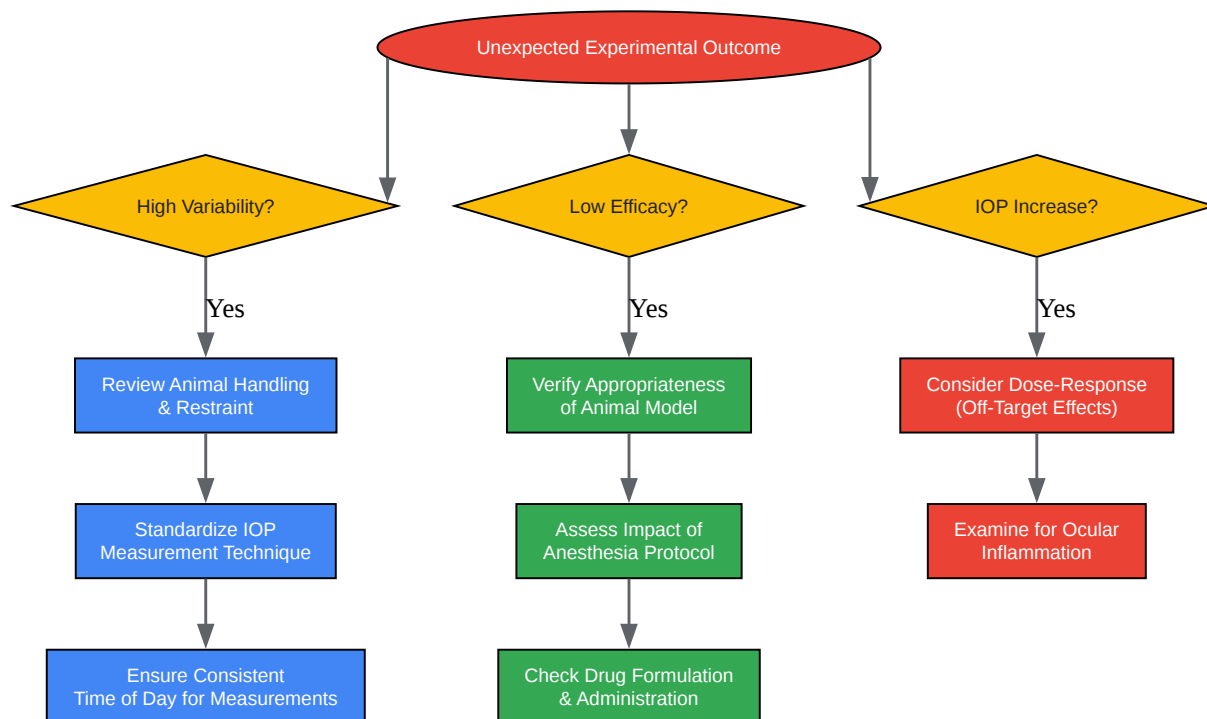 Unexpected Experimental Outcome
High Variability?
Low Efficacy?
IOP Increase?
Yes
Yes
Yes
Review Animal Handling
& Restraint
Verify Appropriateness
of Animal Model
Consider Dose-Response
(Off-Target Effects)
Standardize IOP
Measurement Technique
Assess Impact of
Anesthesia Protocol
Examine for Ocular
Inflammation
Ensure Consistent
Time of Day for Measurements
Check Drug Formulation
& Administration